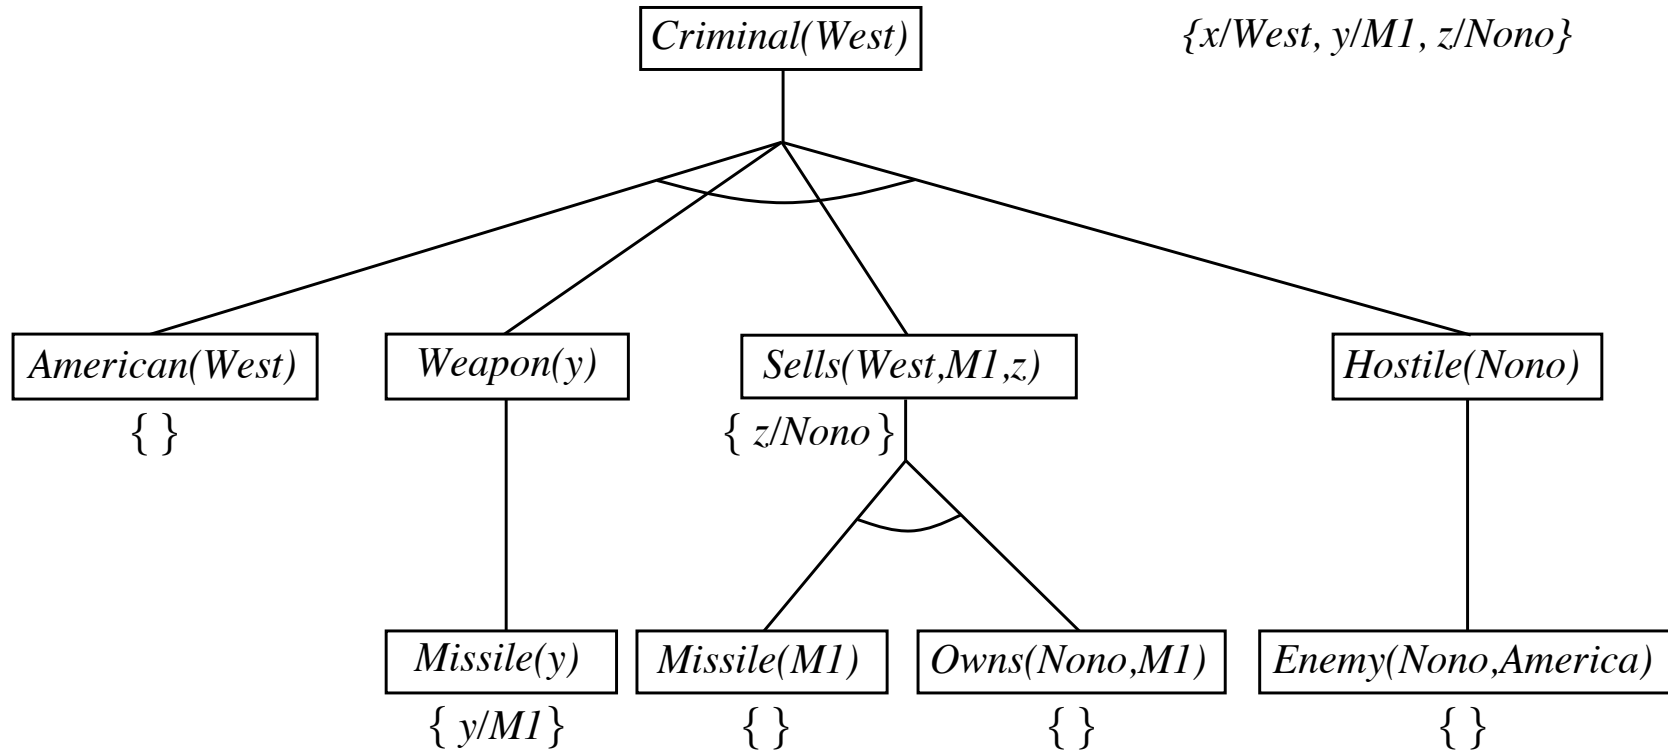 Criminal(West)
{x/West, y/M1, z/Nono}
American(West)
Weapon(y)
Sells(West,M1,z)
Hostile(Nono)
{ }
{ z/Nono }
Missile(y)
Missile(M1)
Owns(Nono,M1)
Enemy(Nono,America)
{ y/M1 }
{ }
{ }
{ }